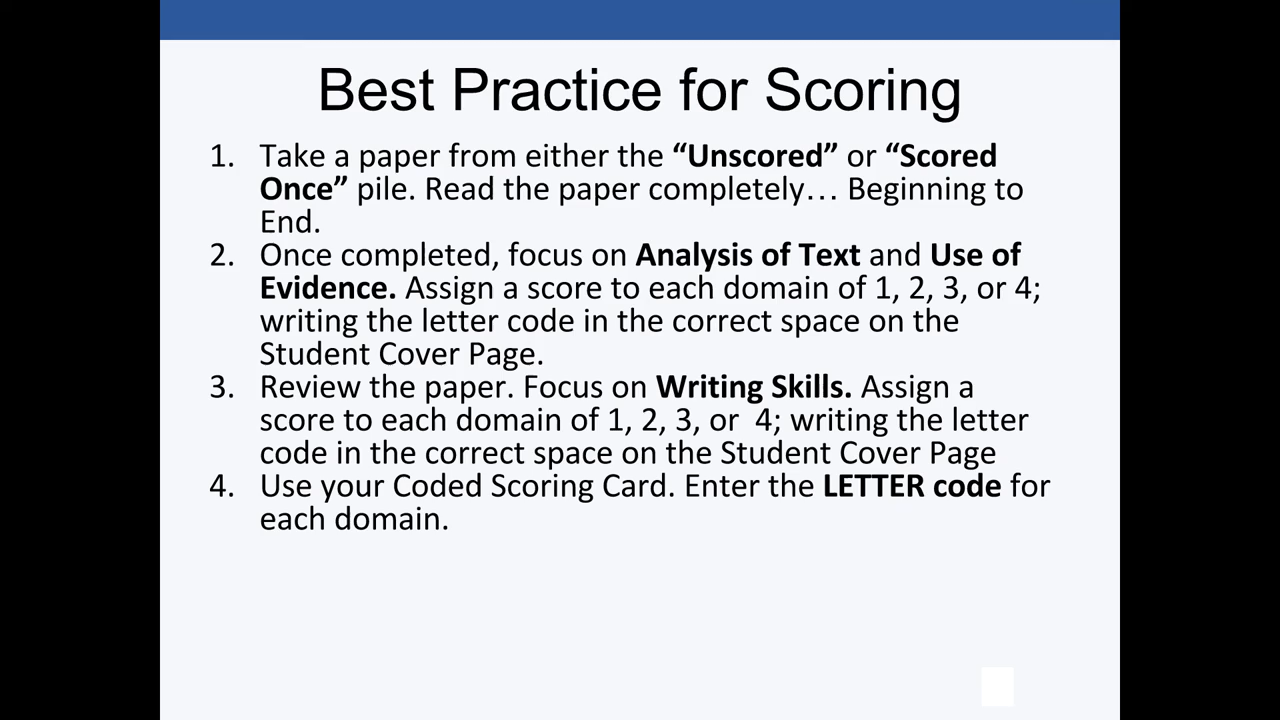 Best Practice for Scoring
1. Take a paper from either the “Unscored” or “Scored
Once” pile. Read the paper completely… Beginning to
End.
2. Once completed, focus on Analysis of Text and Use of
Evidence. Assign a score to each domain of 1, 2, 3, or 4;
writing the letter code in the correct space on the
Student Cover Page.
3. Review the paper. Focus on Writing Skills. Assign a
score to each domain of 1, 2, 3, or  4; writing the letter
code in the correct space on the Student Cover Page
4. Use your Coded Scoring Card. Enter the LETTER code for
each domain.